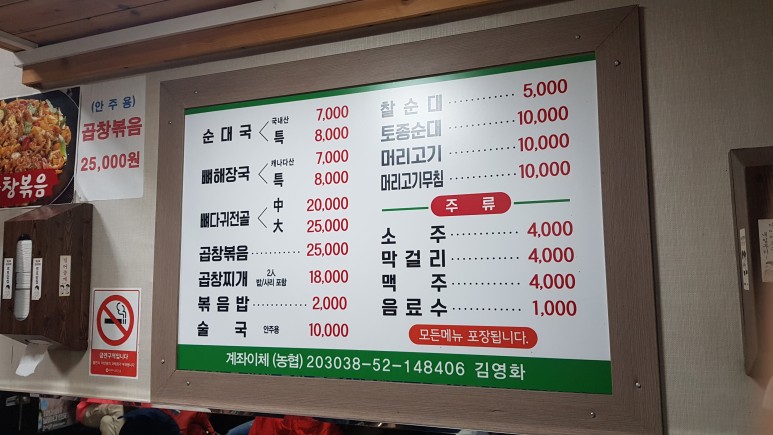 (안 주 용)
곱창볶음
25,000원
창볶음
순 대 국 < 국내산 7,000
특 8,000
뼈해장국 < 캐나다산 7,000
특 8,000
뼈다귀전골 < 中 20,000
大 25,000
곱창볶음 ············ 25,000
곱창찌개 2人 밥/사리 포함 18,000
볶 음 밥 ············ 2,000
술 국 안주용 10,000
찰 순 대 ············ 5,000
토종순대 ············ 10,000
머리고기 ············ 10,000
머리고기무침 ········ 10,000
주 류
소 주 ············ 4,000
막 걸 리 ············ 4,000
맥 주 ············ 4,000
음 료 수 ············ 1,000
모든메뉴 포장됩니다.
계좌이체 (농협) 203038-52-148406 김영화
금연구역입니다